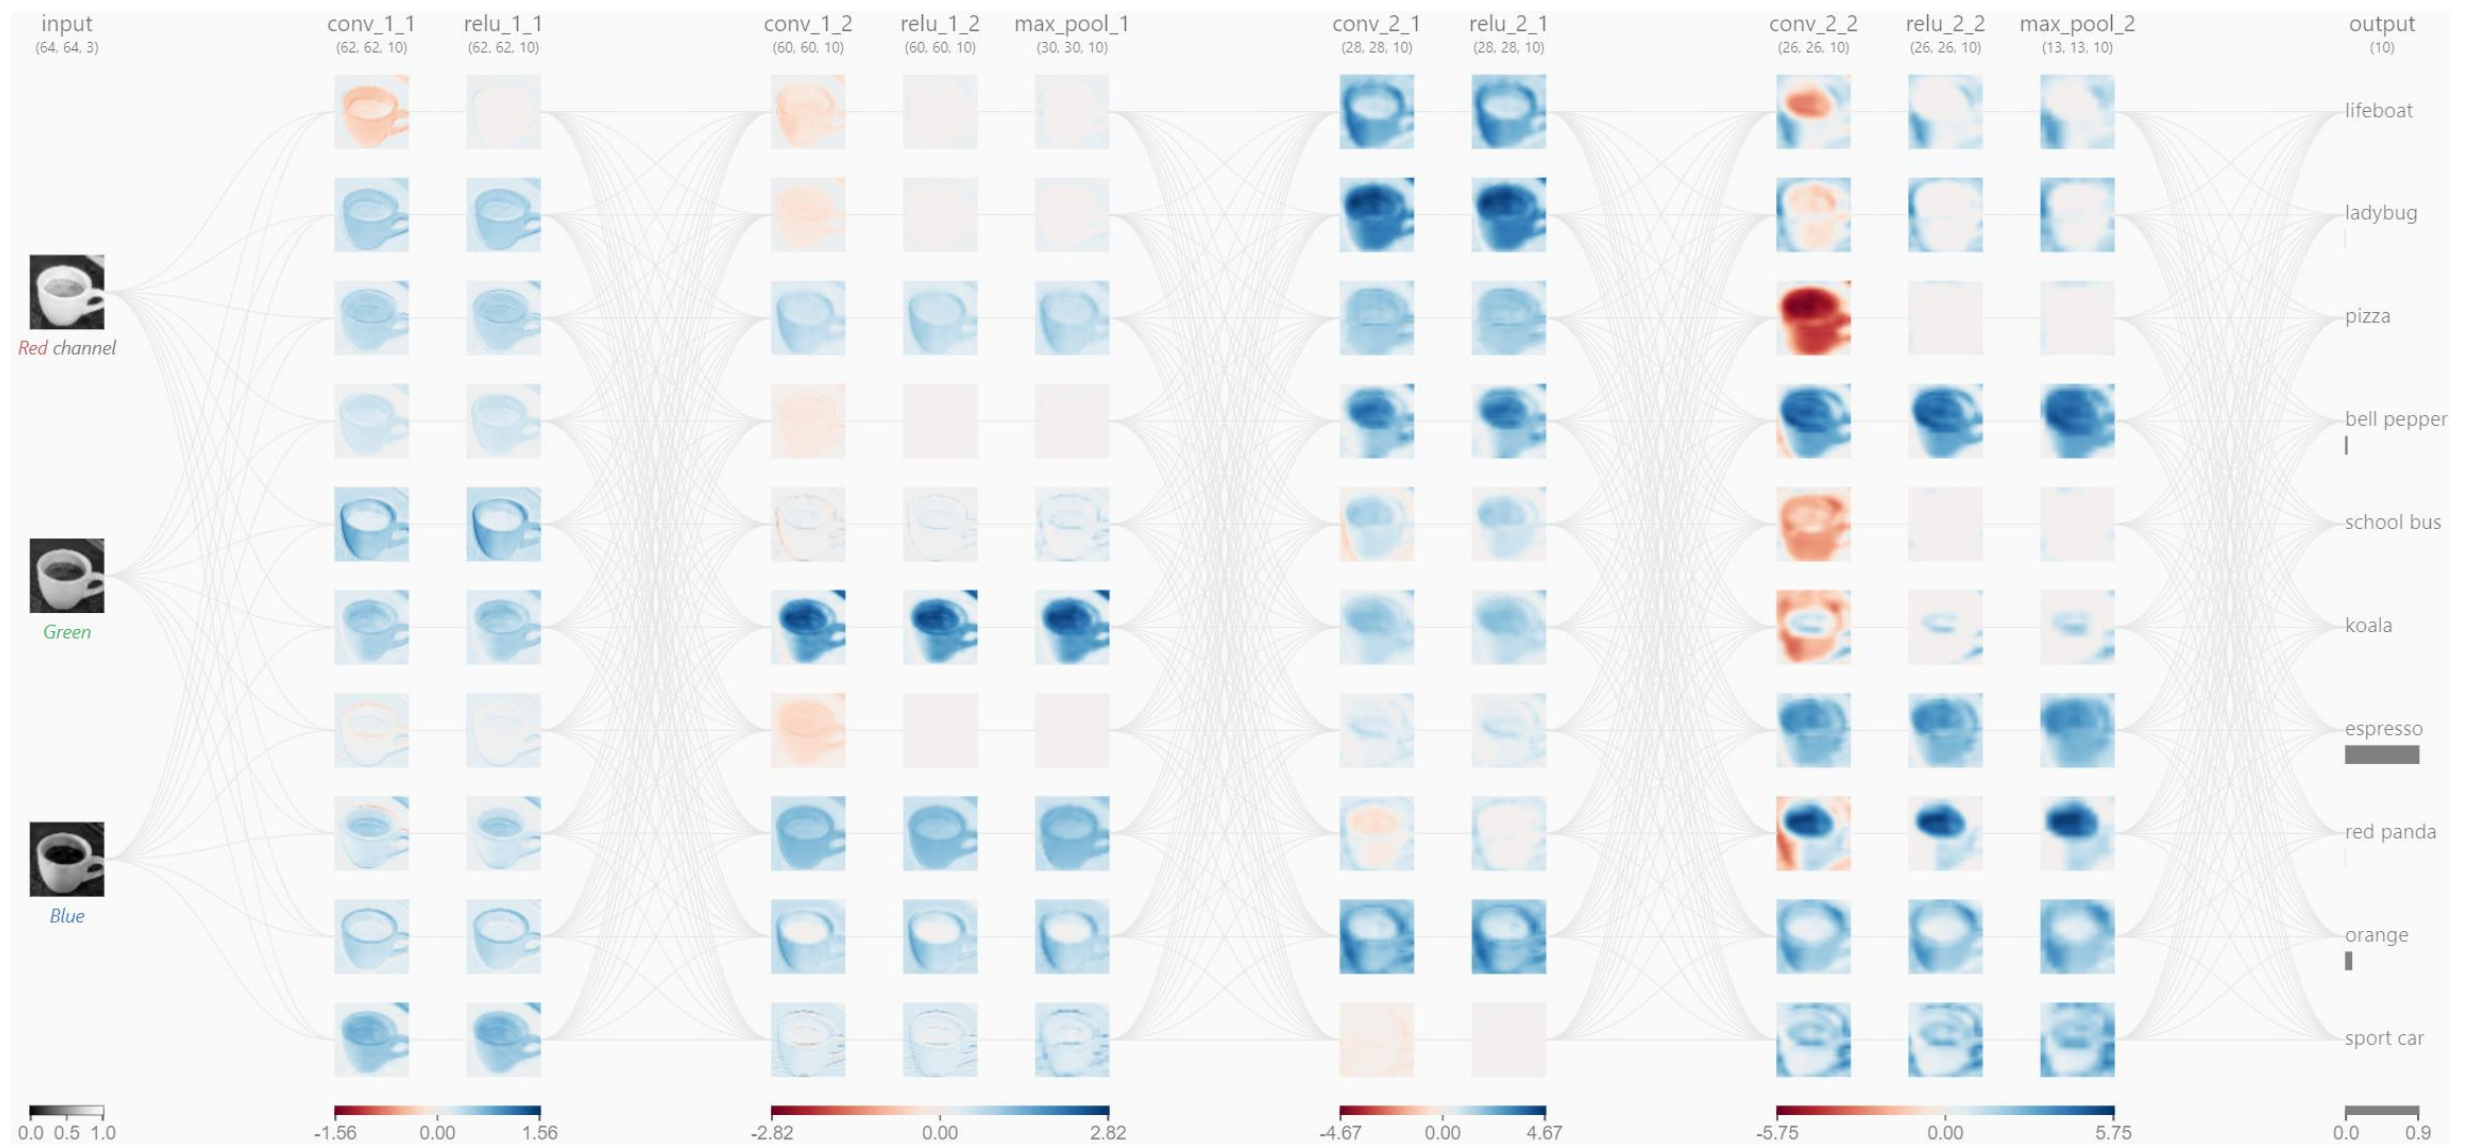 input
(64, 64, 3)
conv_1_1
(62, 62, 10)
relu_1_1
(62, 62, 10)
conv_1_2
(60, 60, 10)
relu_1_2
(60, 60, 10)
max_pool_1
(30, 30, 10)
conv_2_1
(28, 28, 10)
relu_2_1
(28, 28, 10)
conv_2_2
(26, 26, 10)
relu_2_2
(26, 26, 10)
max_pool_2
(13, 13, 10)
output
(10)
Red channel
Green
Blue
lifeboat
ladybug
pizza
bell pepper
school bus
koala
espresso
red panda
orange
sport car
0.0 0.5 1.0
-1.56 0.00 1.56
-2.82 0.00 2.82
-4.67 0.00 4.67
-5.75 0.00 5.75
0.0 0.9